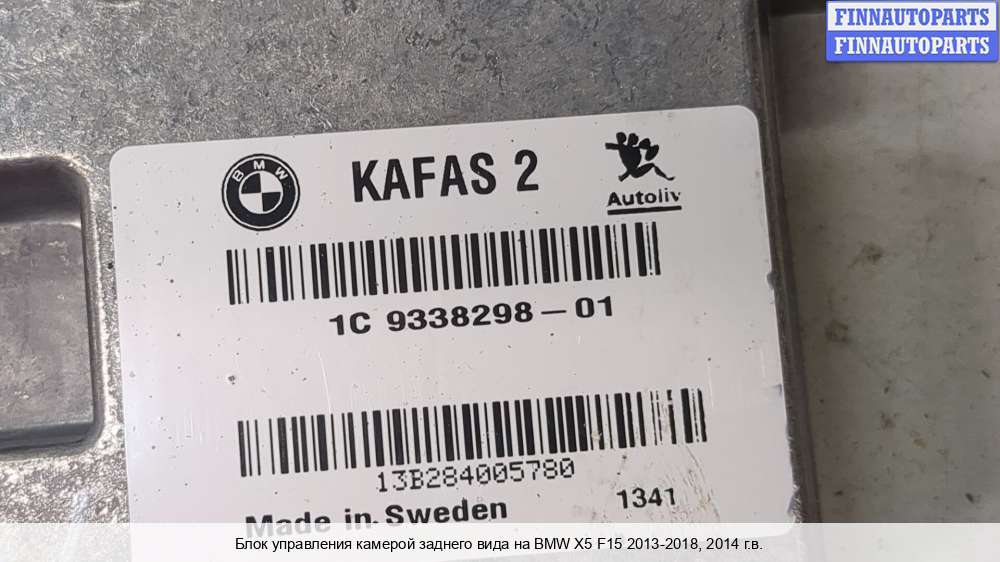 FINNAUTOPARTS
FINNAUTOPARTS
BMW
KAFAS 2
Autoliv
1C 9338298-01
13B284005780
Made in Sweden
1341
Блок управления камерой заднего вида на BMW X5 F15 2013-2018, 2014 г.в.